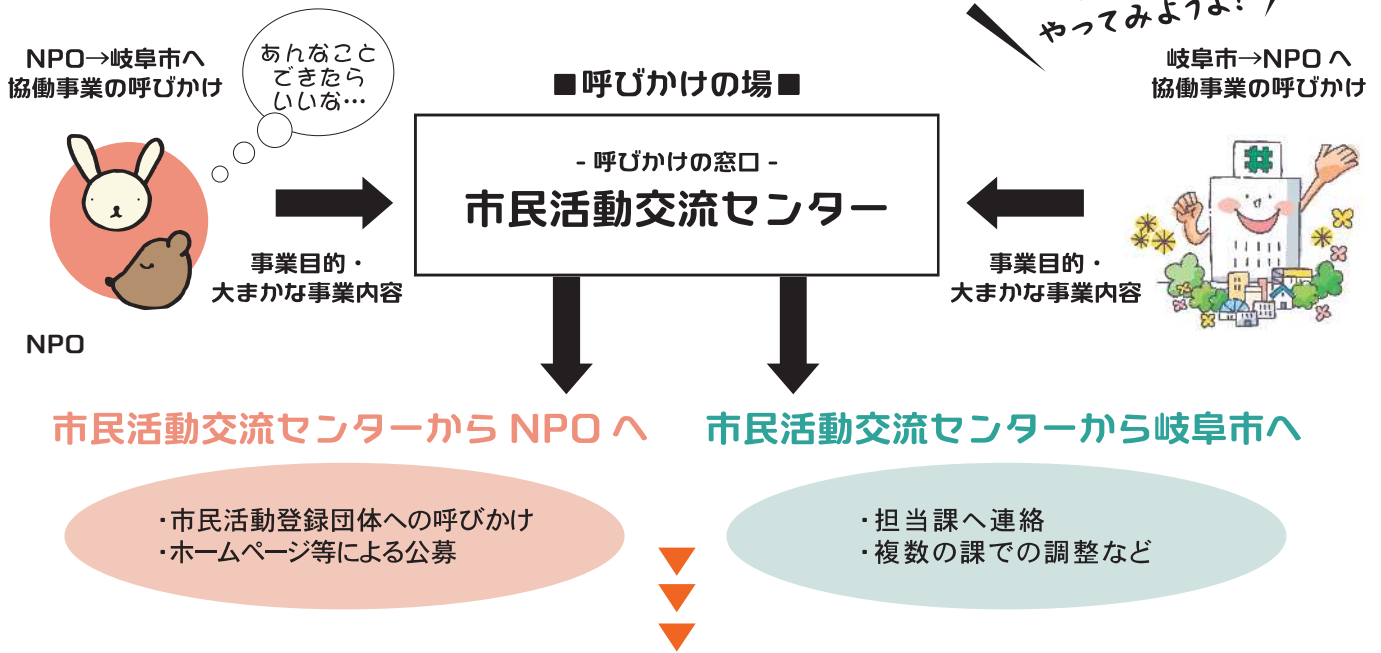 やってみようよ!
NPO→岐阜市へ
協働事業の呼びかけ
あんなこと
できたら
いいな…
■呼びかけの場■
岐阜市→NPO へ
協働事業の呼びかけ
- 呼びかけの窓口 -
市民活動交流センター
事業目的・
大まかな事業内容
事業目的・
大まかな事業内容
NPO
市民活動交流センターから NPO へ
市民活動交流センターから岐阜市へ
・市民活動登録団体への呼びかけ
・ホームページ等による公募
・担当課へ連絡
・複数の課での調整など